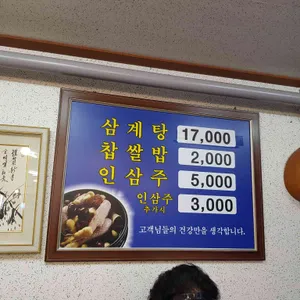 삼계탕 17,000
찹쌀밥 2,000
인삼주 5,000
인삼주 3,000
추가시
고객님들의 건강만을 생각합니다.